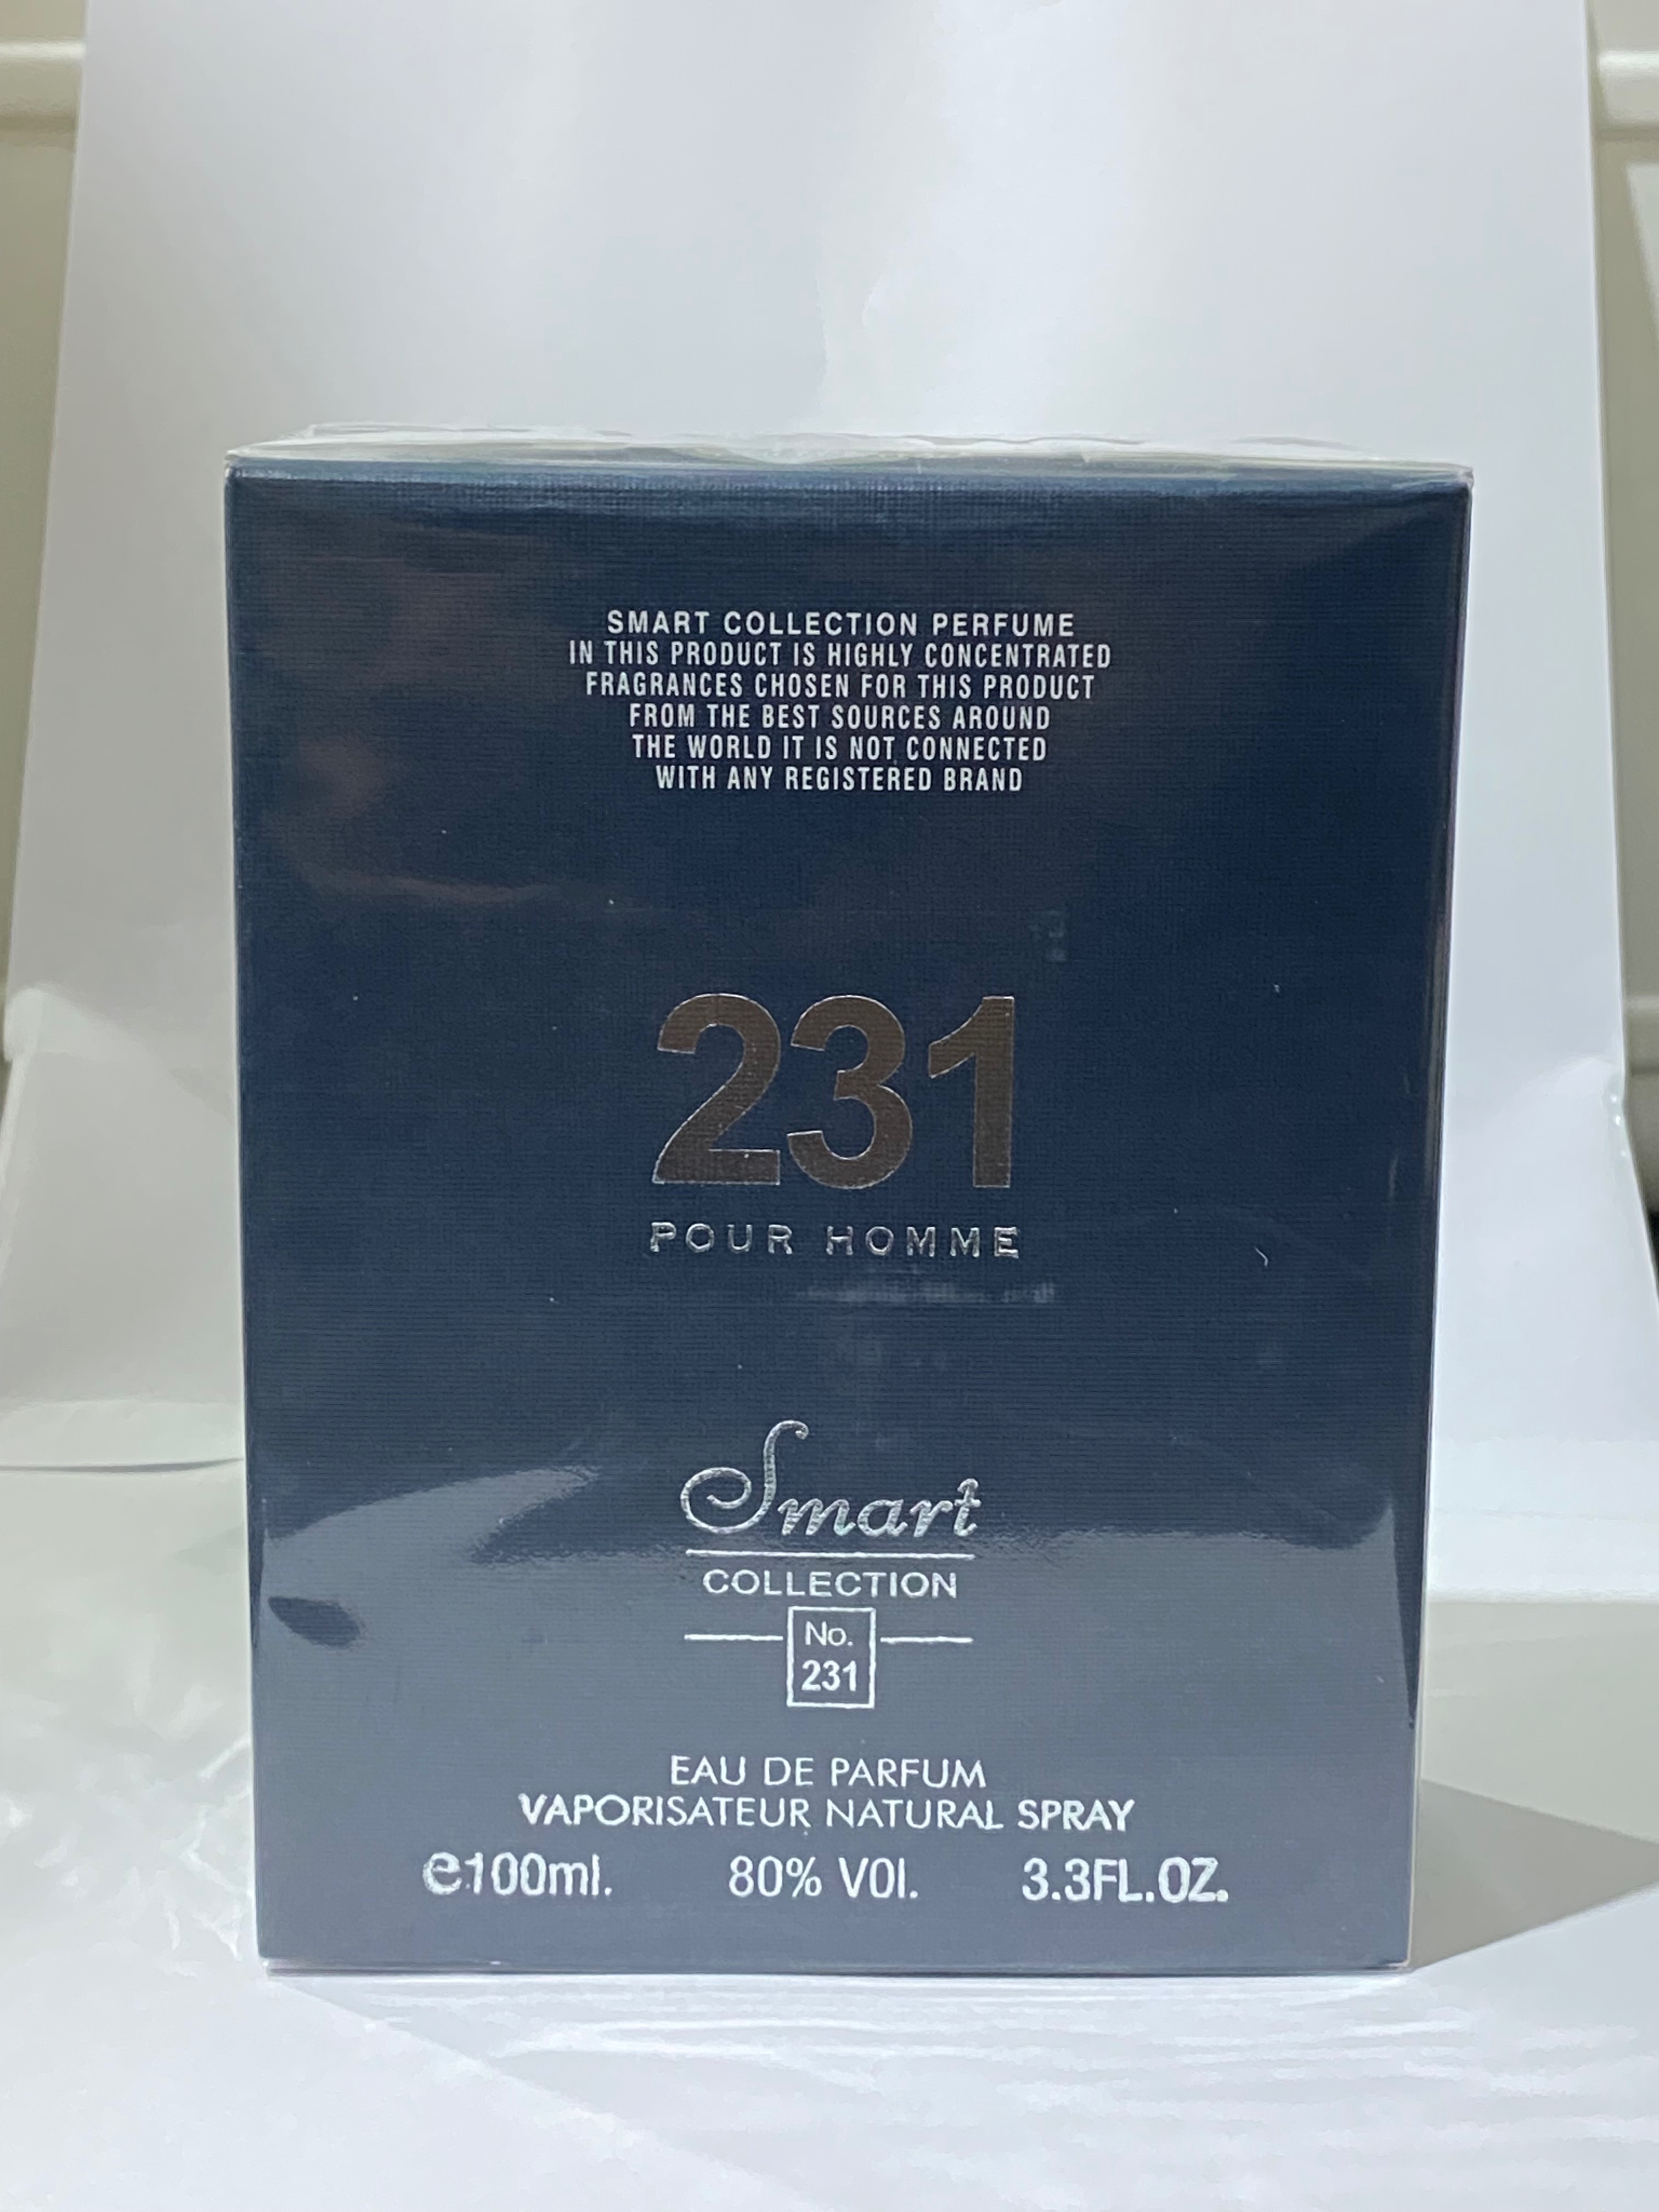 SMART COLLECTION PERFUME
IN THIS PRODUCT IS HIGHLY CONCENTRATED
FRAGRANCES CHOSEN FOR THIS PRODUCT
FROM THE BEST SOURCES AROUND
THE WORLD IT IS NOT CONNECTED
WITH ANY REGISTERED BRAND
231
POUR HOMME
Smart
COLLECTION
No.
231
EAU DE PARFUM
VAPORISATEUR NATURAL SPRAY
e100ml. 80% VOl. 3.3FL.OZ.